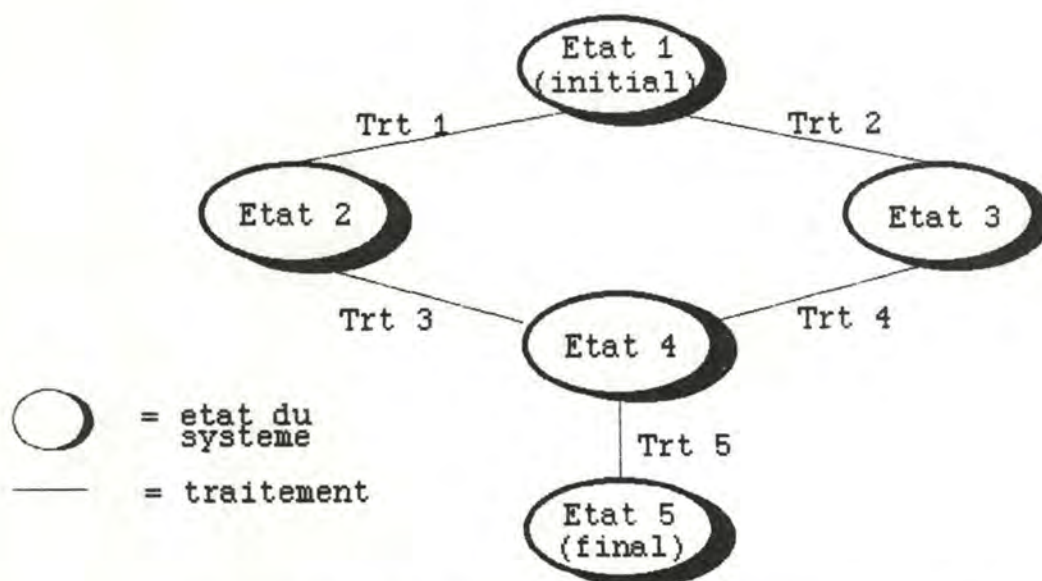 Etat 1
(initial)
Trt 1
Trt 2
Etat 2
Etat 3
Trt 3
Trt 4
Etat 4
= etat du
systeme
Trt 5
= traitement
Etat 5
(final)